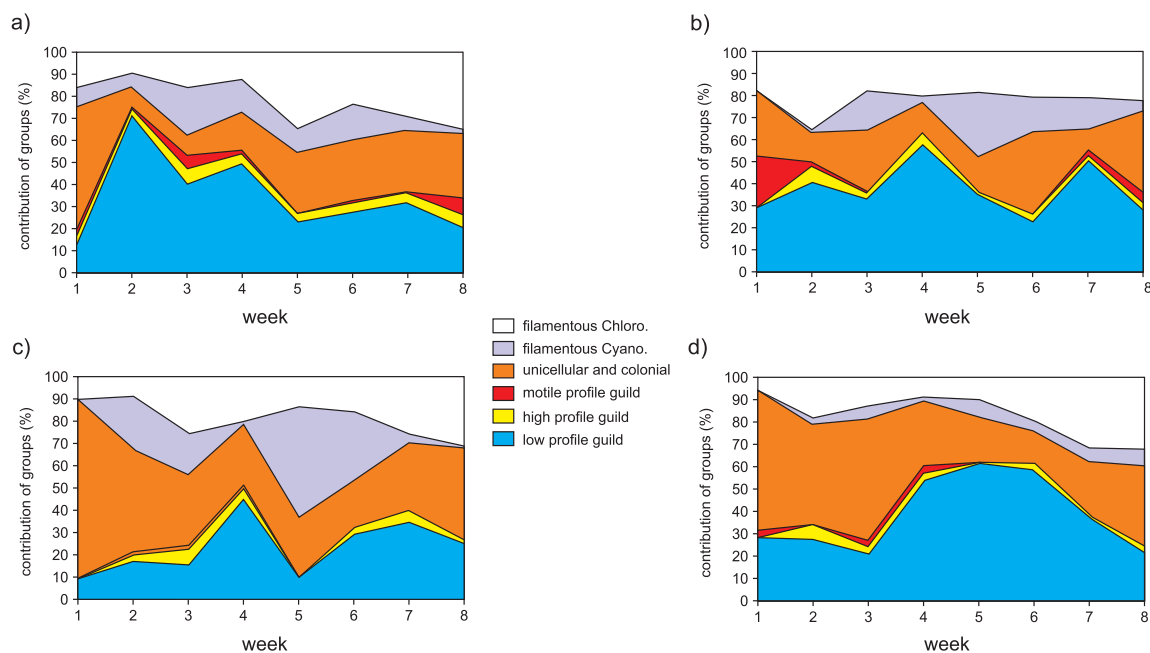 a)
contribution of groups (%)
100
90
80
70
60
50
40
30
20
10
0
1 2 3 4 5 6 7 8
week
b)
contribution of groups (%)
100
90
80
70
60
50
40
30
20
10
0
1 2 3 4 5 6 7 8
week
filamentous Chloro.
filamentous Cyano.
unicellular and colonial
motile profile guild
high profile guild
low profile guild
c)
contribution of groups (%)
100
90
80
70
60
50
40
30
20
10
0
1 2 3 4 5 6 7 8
week
d)
contribution of groups (%)
100
90
80
70
60
50
40
30
20
10
0
1 2 3 4 5 6 7 8
week